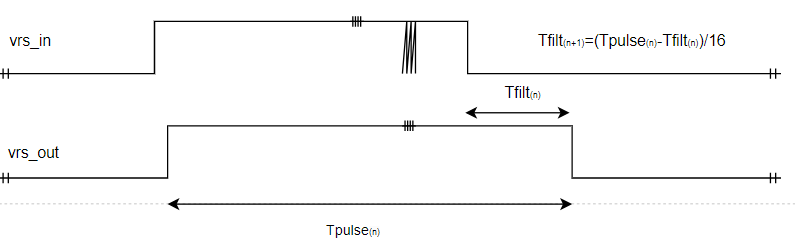 vrs_in
Tfilt(n+1)=(Tpulse(n)-Tfilt(n))/16
Tfilt(n)
vrs_out
Tpulse(n)